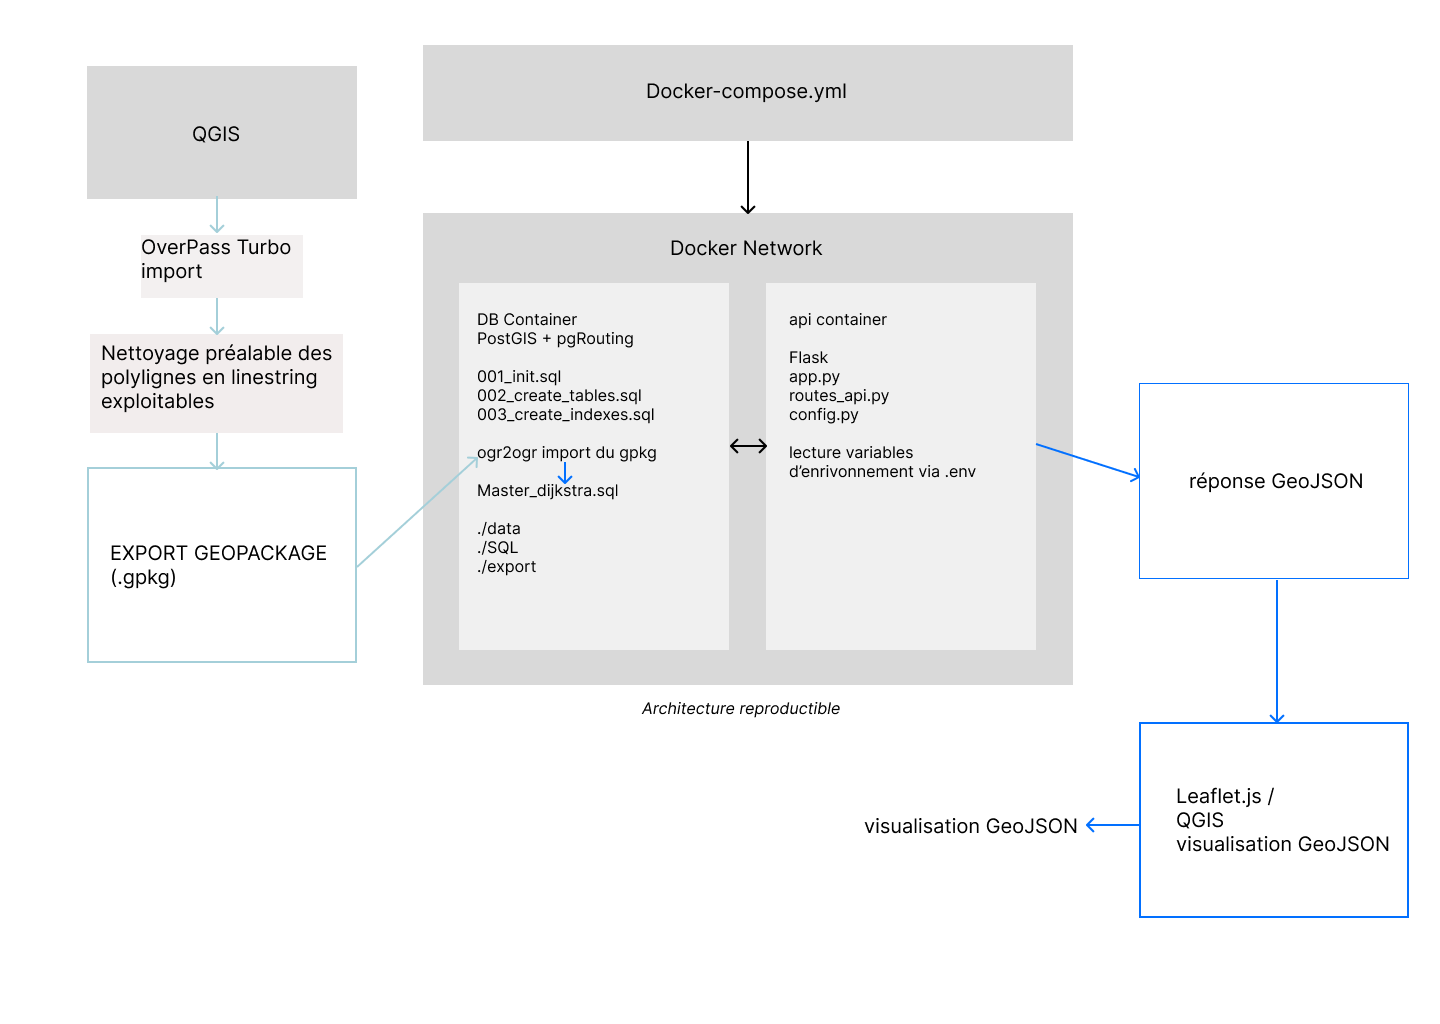 QGIS
OverPass Turbo
import
Nettoyage préalable des
polylignes en linestring
exploitables
EXPORT GEOPACKAGE
(.gpkg)
Docker-compose.yml
Docker Network
DB Container
PostGIS + pgRouting
001_init.sql
002_create_tables.sql
003_create_indexes.sql
ogr2ogr import du gpkg
Master_dijkstra.sql
./data
./SQL
./export
api container
Flask
app.py
routes_api.py
config.py
lecture variables
d’enrivonnement via .env
Architecture reproductible
réponse GeoJSON
Leaflet.js /
QGIS
visualisation GeoJSON
visualisation GeoJSON